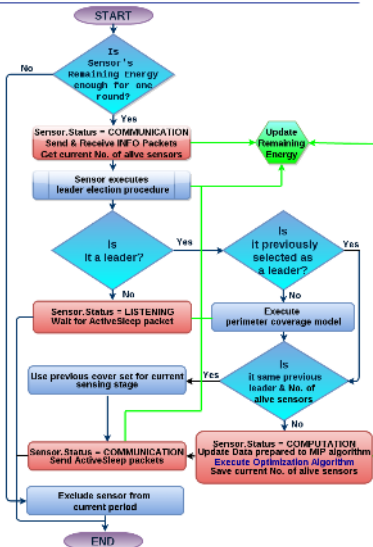 START
Is
Sensor's
Remaining Energy
enough for one
round?
No
Yes
Sensor.Status = COMMUNICATION
Send & Receive INFO Packets
Get current No. of alive sensors
Update
Remaining
Energy
Sensor executes
leader election procedure
Is
It a leader?
Yes
Is
it previously
selected as
a leader?
Yes
No
No
Sensor.Status = LISTENING
Wait for ActiveSleep packet
Execute
perimeter coverage model
Use previous cover set for current
sensing stage
Yes
Is
it same previous
leader & No. of
alive sensors
No
Sensor.Status = COMMUNICATION
Send ActiveSleep packets
Sensor.Status = COMPUTATION
Update Data prepared to MIP algorithm
Execute Optimization Algorithm
Save current No. of alive sensors
Exclude sensor from
current period
END